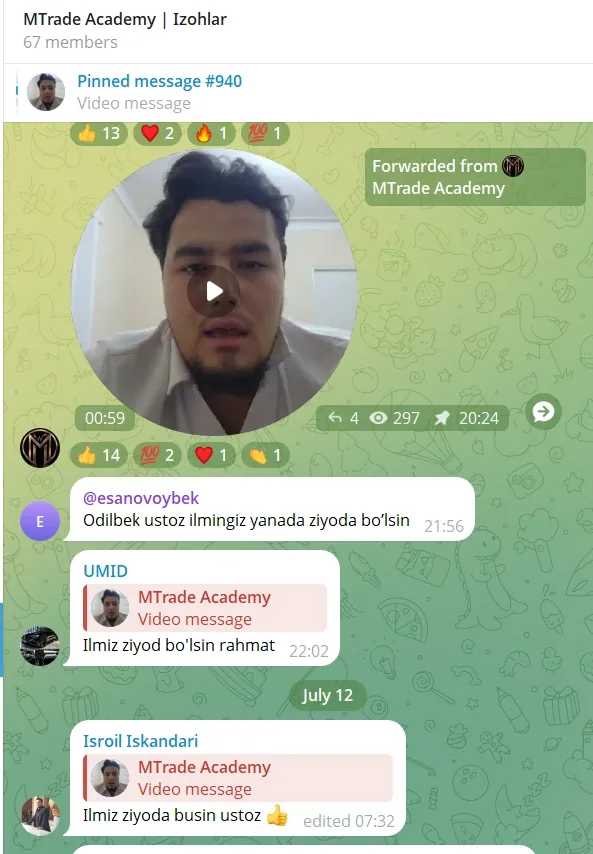 MTrade Academy | Izohlar
67 members
Pinned message #940
Video message
👍 13 ❤️ 2 🔥 1 💯 1
Forwarded from
MTrade Academy
00:59
4 297 20:24
👍 14 💯 2 ❤️ 1 👏 1
@esanovoybek
E
Odilbek ustoz ilmingiz yanada ziyoda bo’lsin 21:56
UMID
MTrade Academy
Video message
Ilmiz ziyod bo'lsin rahmat 22:02
July 12
Isroil Iskandari
MTrade Academy
Video message
Ilmiz ziyoda busin ustoz 👍 edited 07:32